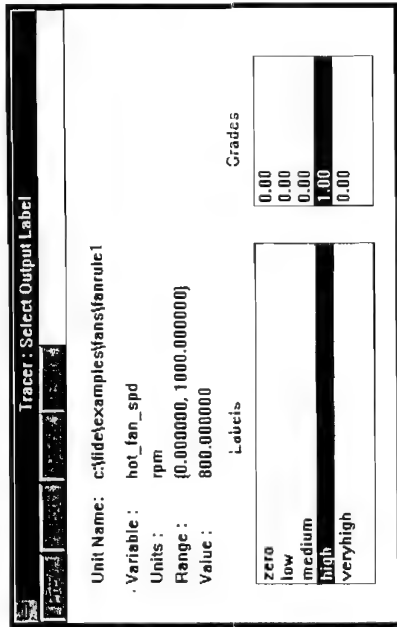 Tracer : Select Output Label
Unit Name: c:\fide\examples\fans\fanrule1
Variable : hot_fan_spd
Units : rpm
Range : {0.000000, 1000.000000}
Value : 800.000000
Labels Grades
zero 0.00
low 0.00
medium 0.00
high 1.00
veryhigh 0.00